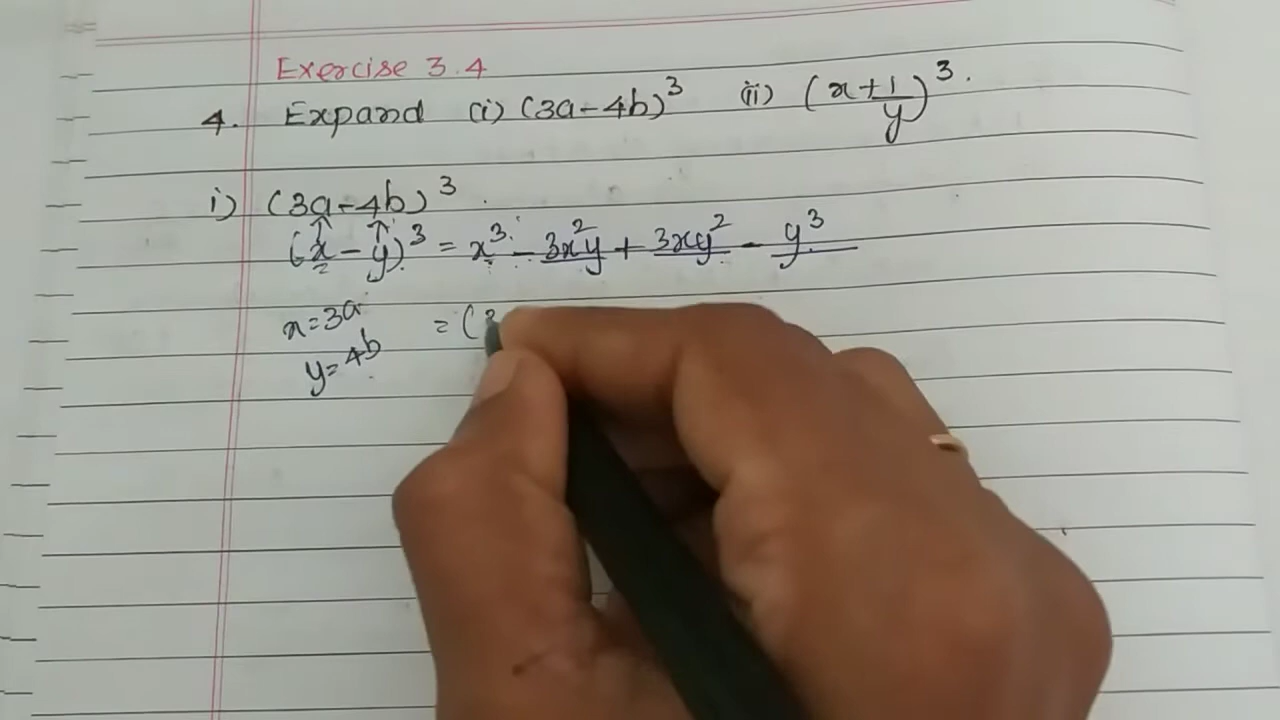 Exercise 3.4
4. Expand (i) (3a-4b)³ (ii) (x+1/y)³.
i) (3a-4b)³
(x-y)³ = x³ - 3x²y + 3xy² - y³
x=3a = (3
y=4b